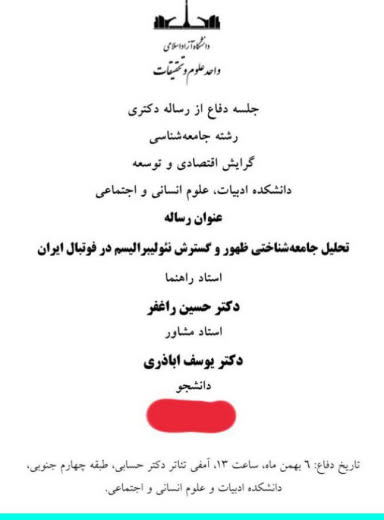 دانشگاه آزاد اسلامی
واحد علوم و تحقیقات
جلسه دفاع از رساله دکتری
رشته جامعه‌شناسی
گرایش اقتصادی و توسعه
دانشکده ادبیات، علوم انسانی و اجتماعی
عنوان رساله
تحلیل جامعه‌شناختی ظهور و گسترش نئولیبرالیسم در فوتبال ایران
استاد راهنما
دکتر حسین راغفر
استاد مشاور
دکتر یوسف اباذری
دانشجو
تاریخ دفاع: ۶ بهمن ماه، ساعت ۱۳، آمفی تئاتر دکتر حسابی، طبقه چهارم جنوبی،
دانشکده ادبیات و علوم انسانی و اجتماعی.